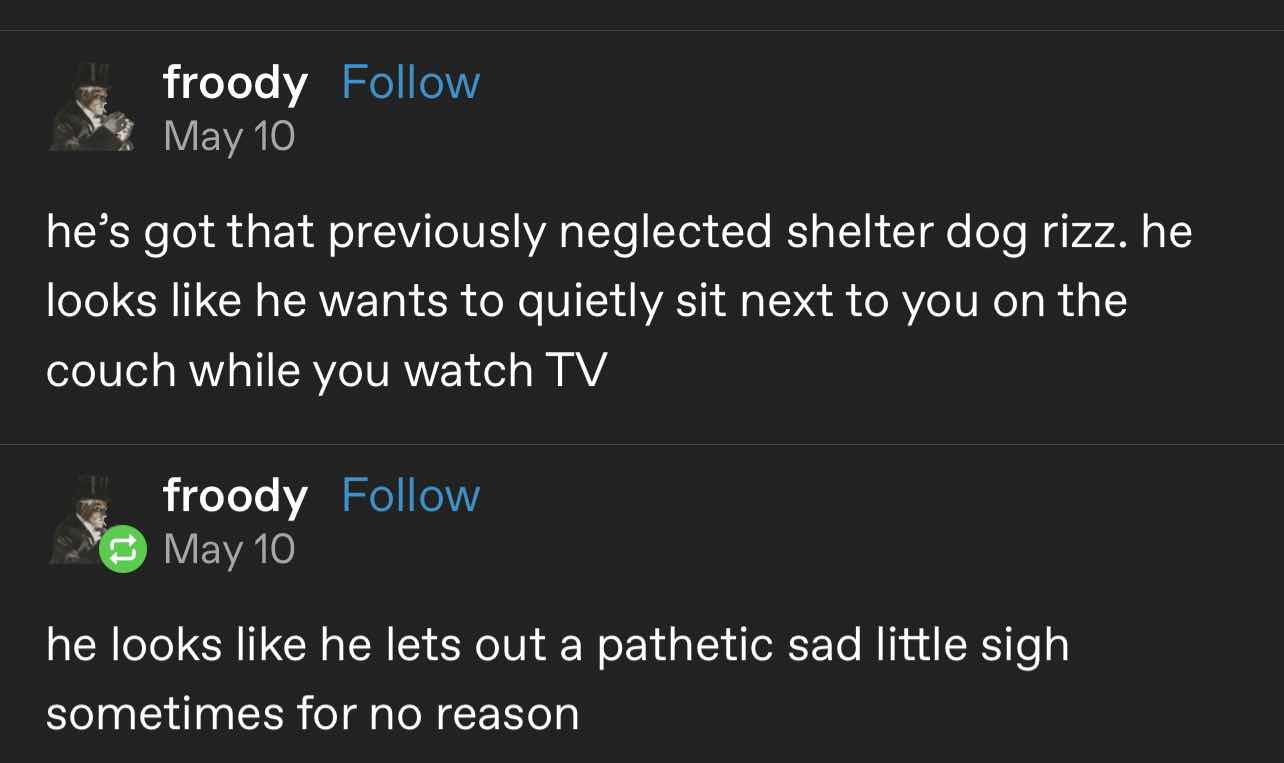 froody Follow
May 10
he’s got that previously neglected shelter dog rizz. he
looks like he wants to quietly sit next to you on the
couch while you watch TV
froody Follow
May 10
he looks like he lets out a pathetic sad little sigh
sometimes for no reason